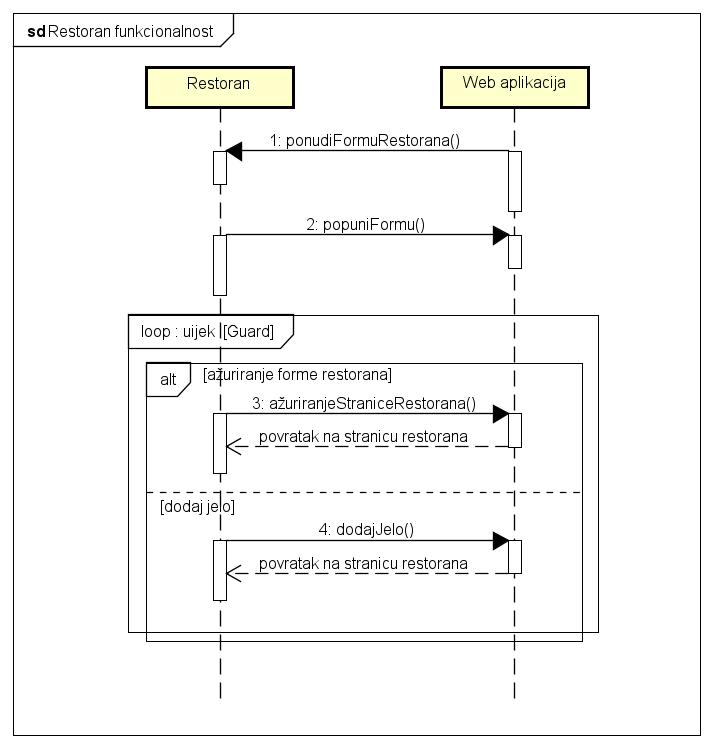 sd Restoran funkcionalnost
Restoran
Web aplikacija
1: ponudiFormuRestorana()
2: popuniFormu()
loop : uijek [Guard]
alt
[ažuriranje forme restorana]
3: ažuriranjeStraniceRestorana()
povratak na stranicu restorana
[dodaj jelo]
4: dodajJelo()
povratak na stranicu restorana